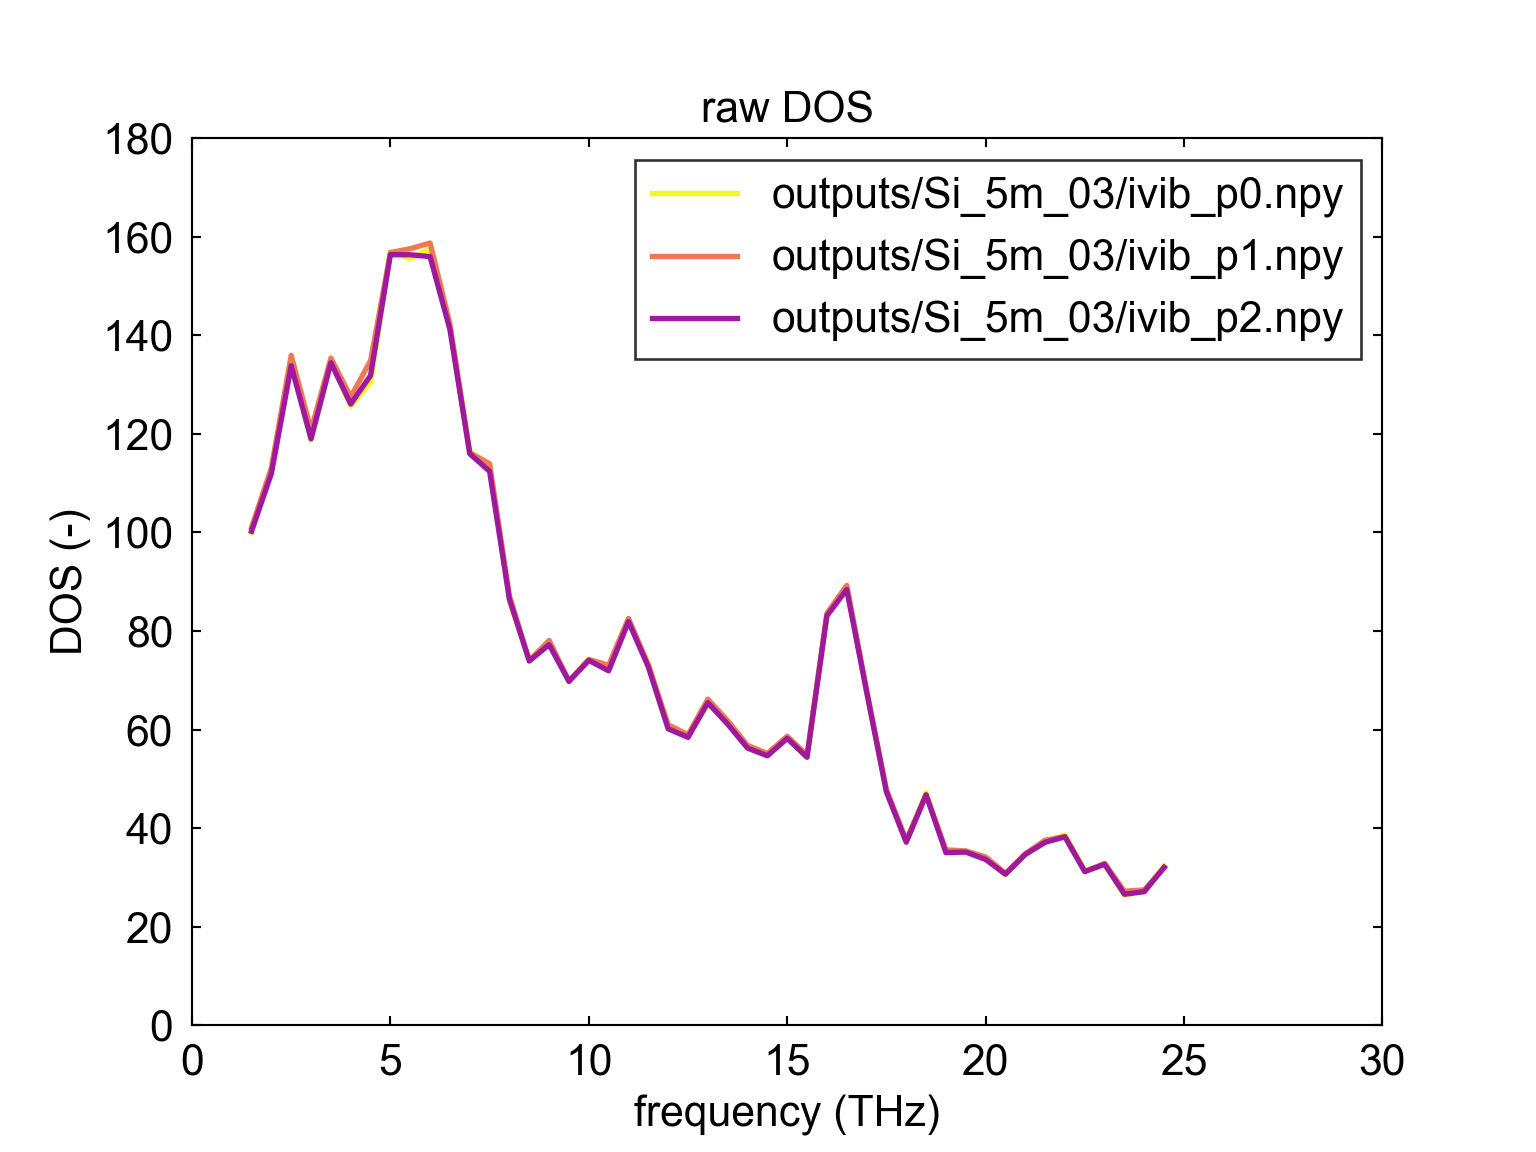 raw DOS
180
160
140
120
100
80
60
40
20
0
DOS (-)
outputs/Si_5m_03/ivib_p0.npy
outputs/Si_5m_03/ivib_p1.npy
outputs/Si_5m_03/ivib_p2.npy
0 5 10 15 20 25 30
frequency (THz)